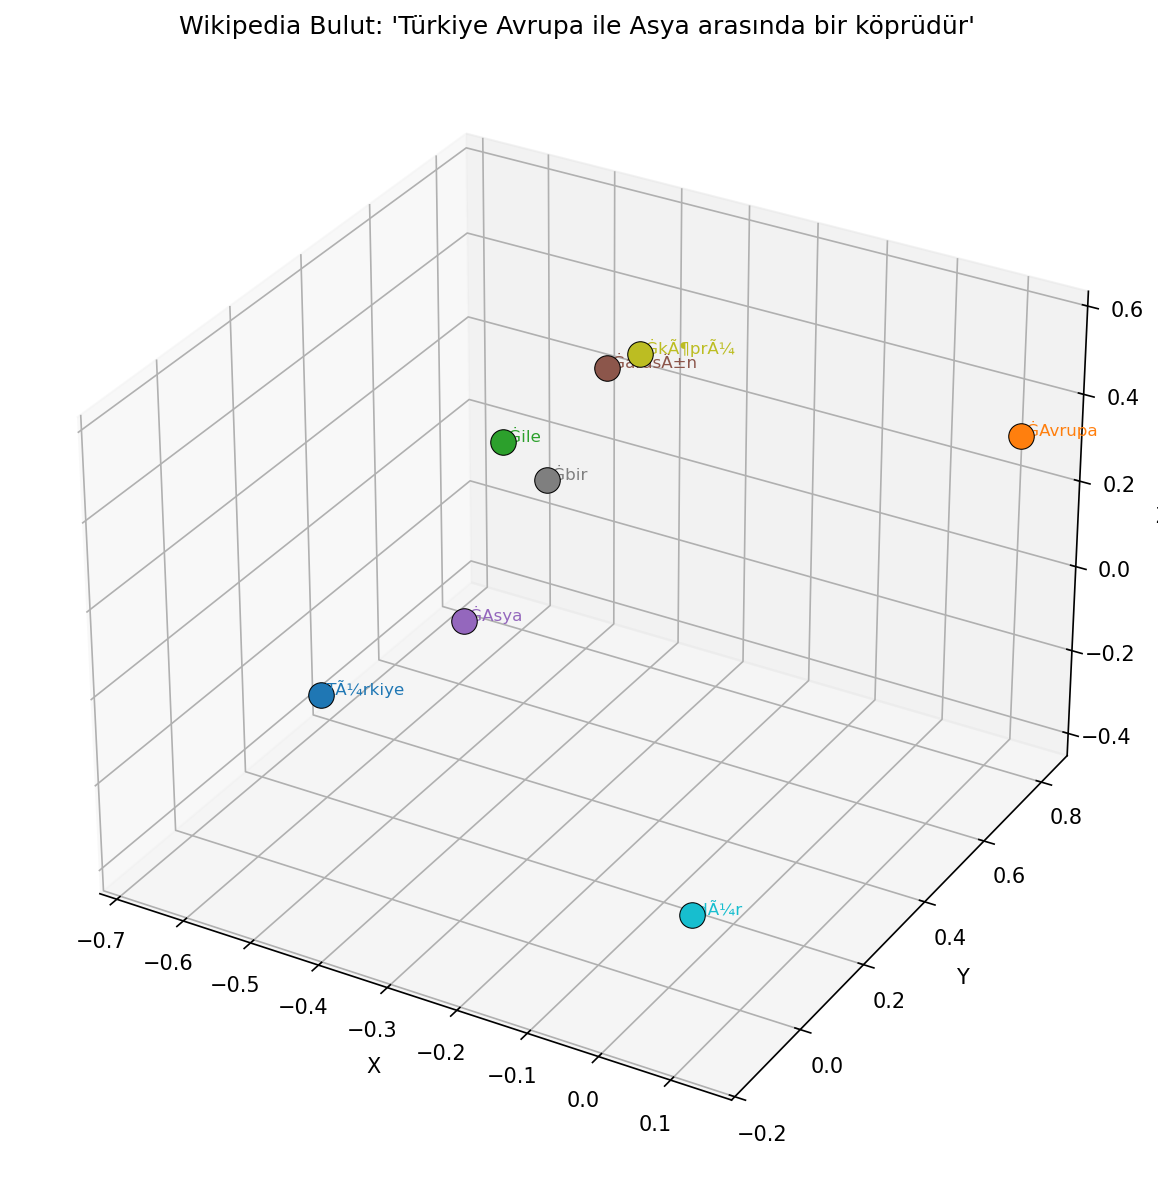 Wikipedia Bulut: 'Türkiye Avrupa ile Asya arasında bir köprüdür'
ĠkÃ¶prÃ¼
ĠarasÄ±n
ĠAvrupa
Ġile
Ġbir
ĠAsya
TÃ¼rkiye
dÃ¼r
0.6
0.4
0.2
0.0
−0.2
−0.4
0.8
0.6
0.4
0.2
0.0
−0.2
Y
−0.7
−0.6
−0.5
−0.4
−0.3
−0.2
−0.1
0.0
0.1
X